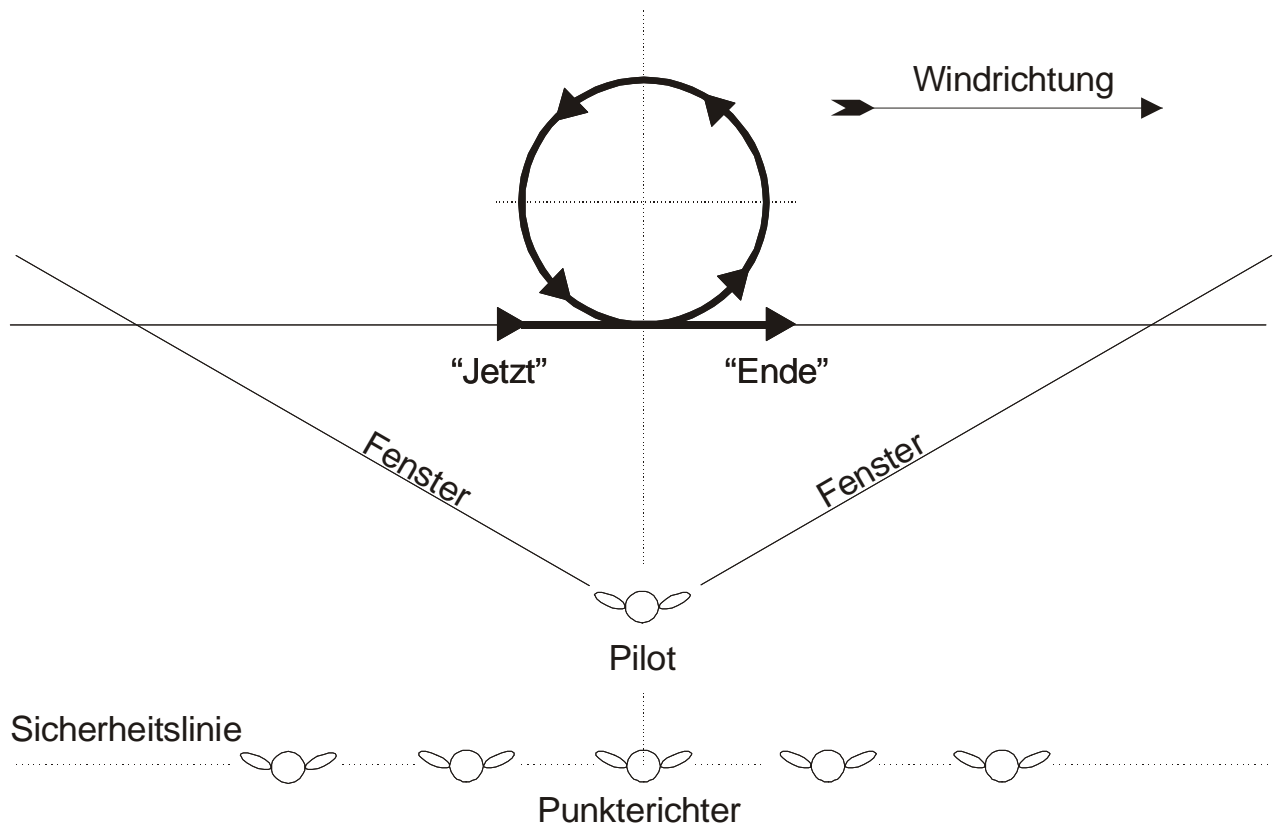 Windrichtung
“Jetzt”
“Ende”
Fenster
Fenster
Pilot
Sicherheitslinie
Punkterichter